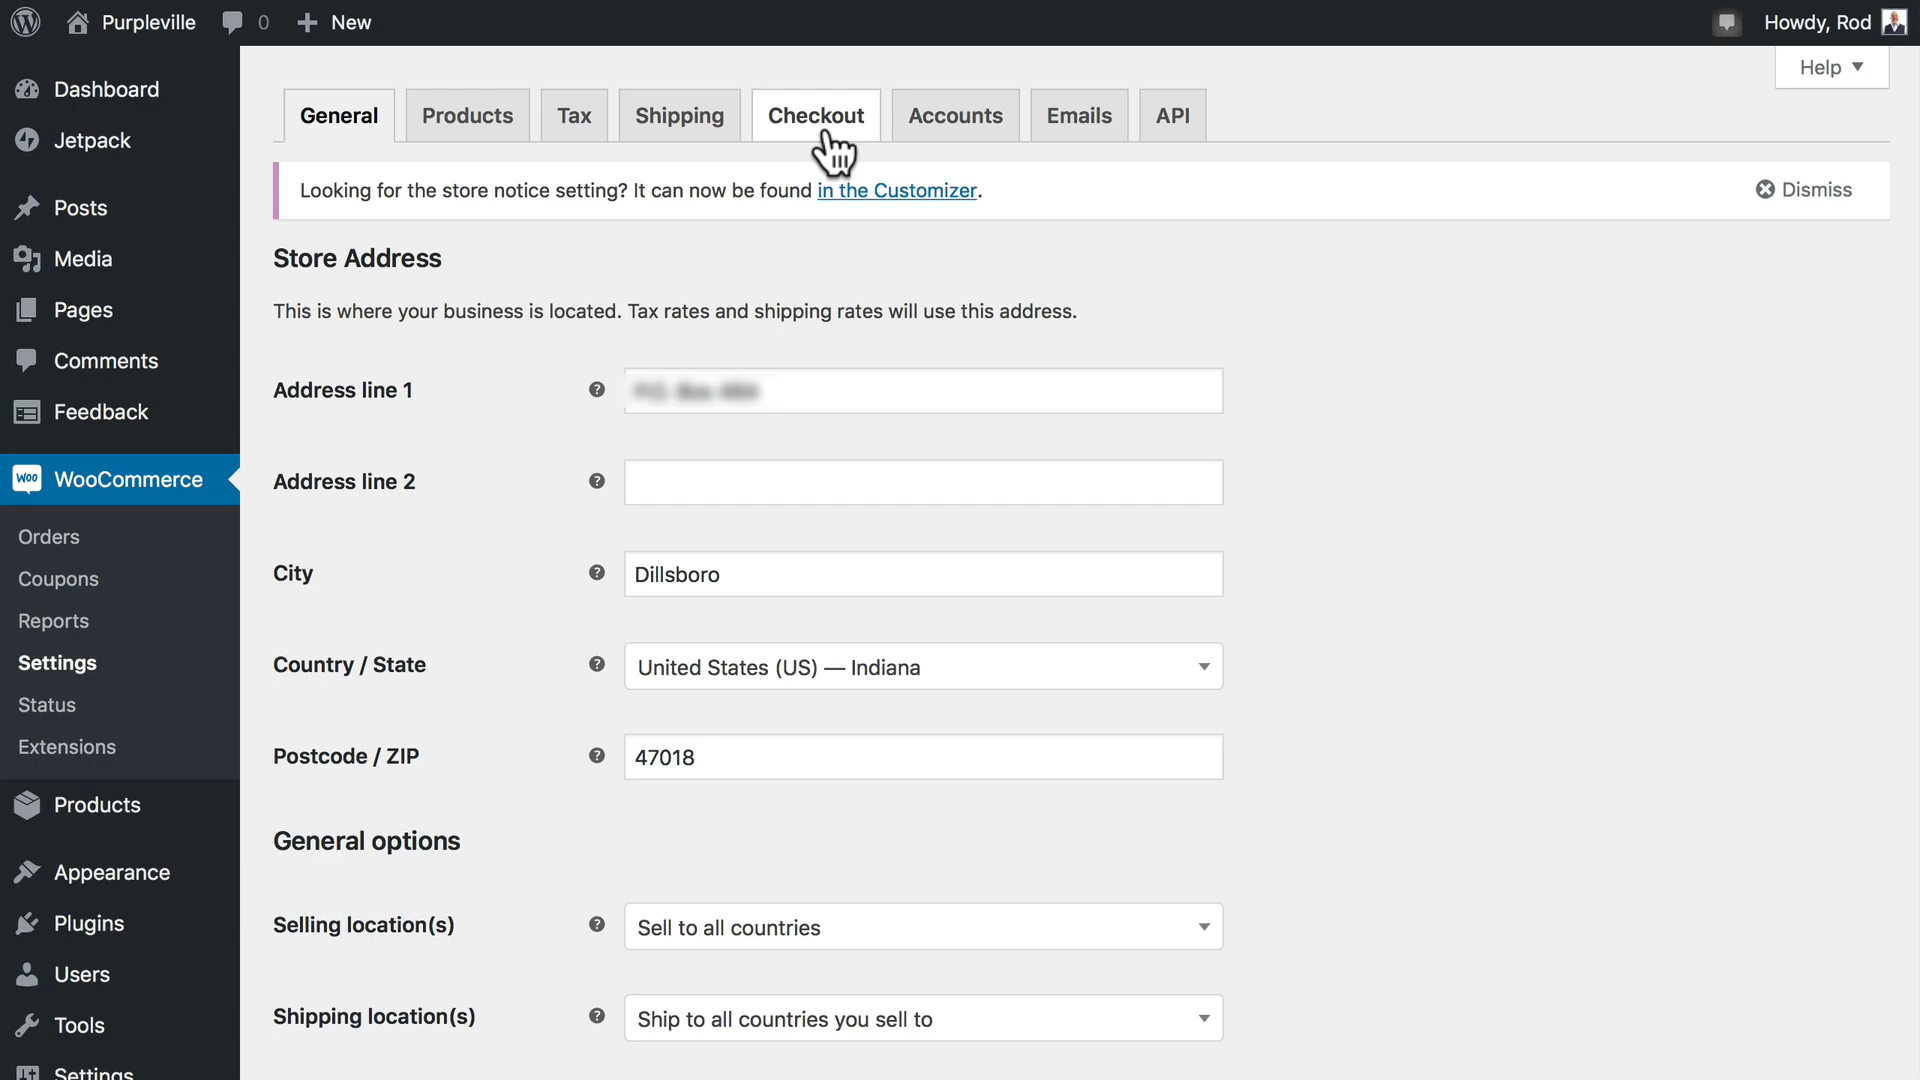 Purpleville 0 New Howdy, Rod
Help
Dashboard
Jetpack
Posts
Media
Pages
Comments
Feedback
Woo WooCommerce
Orders
Coupons
Reports
Settings
Status
Extensions
Products
Appearance
Plugins
Users
Tools
Settings
General Products Tax Shipping Checkout Accounts Emails API
Looking for the store notice setting? It can now be found in the Customizer. Dismiss
Store Address
This is where your business is located. Tax rates and shipping rates will use this address.
Address line 1
Address line 2
City Dillsboro
Country / State United States (US) — Indiana
Postcode / ZIP 47018
General options
Selling location(s) Sell to all countries
Shipping location(s) Ship to all countries you sell to